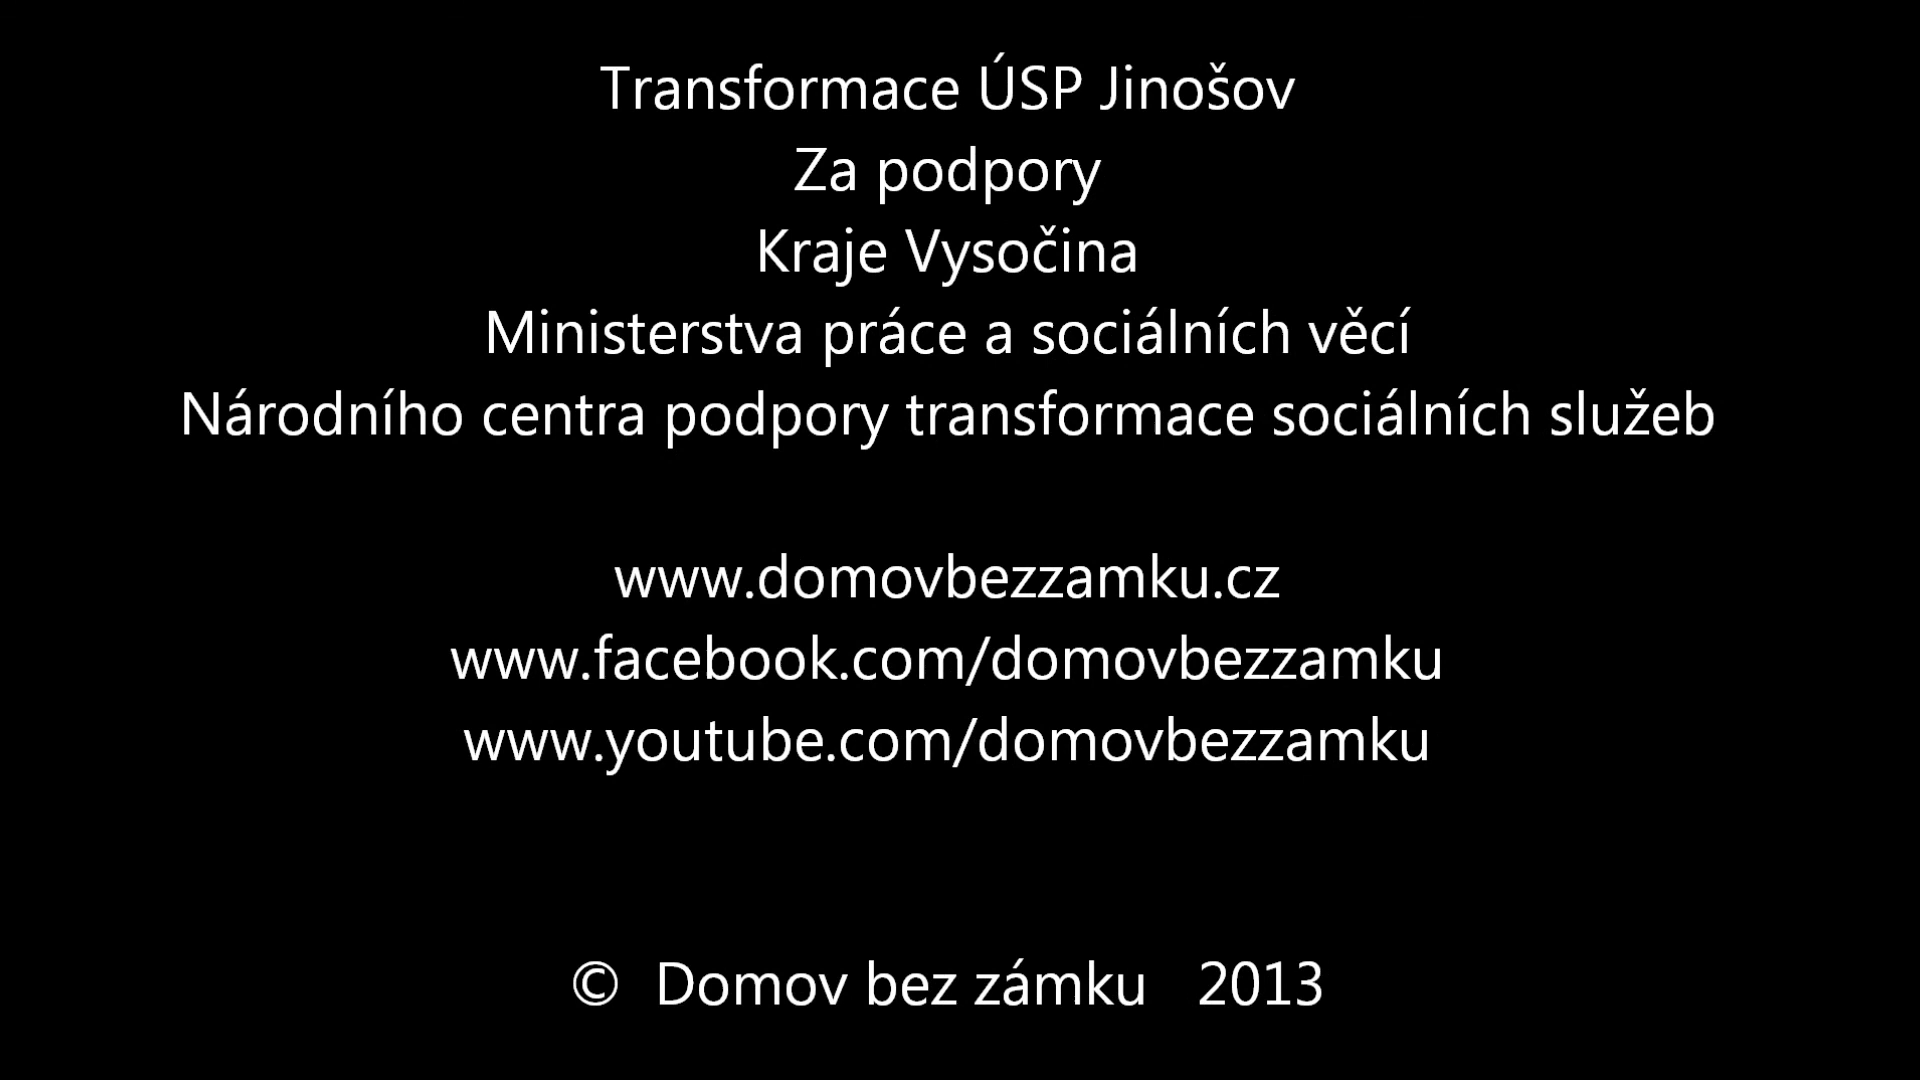 Transformace ÚSP Jinošov
Za podpory
Kraje Vysočina
Ministerstva práce a sociálních věcí
Národního centra podpory transformace sociálních služeb
www.domovbezzamku.cz
www.facebook.com/domovbezzamku
www.youtube.com/domovbezzamku
© Domov bez zámku 2013